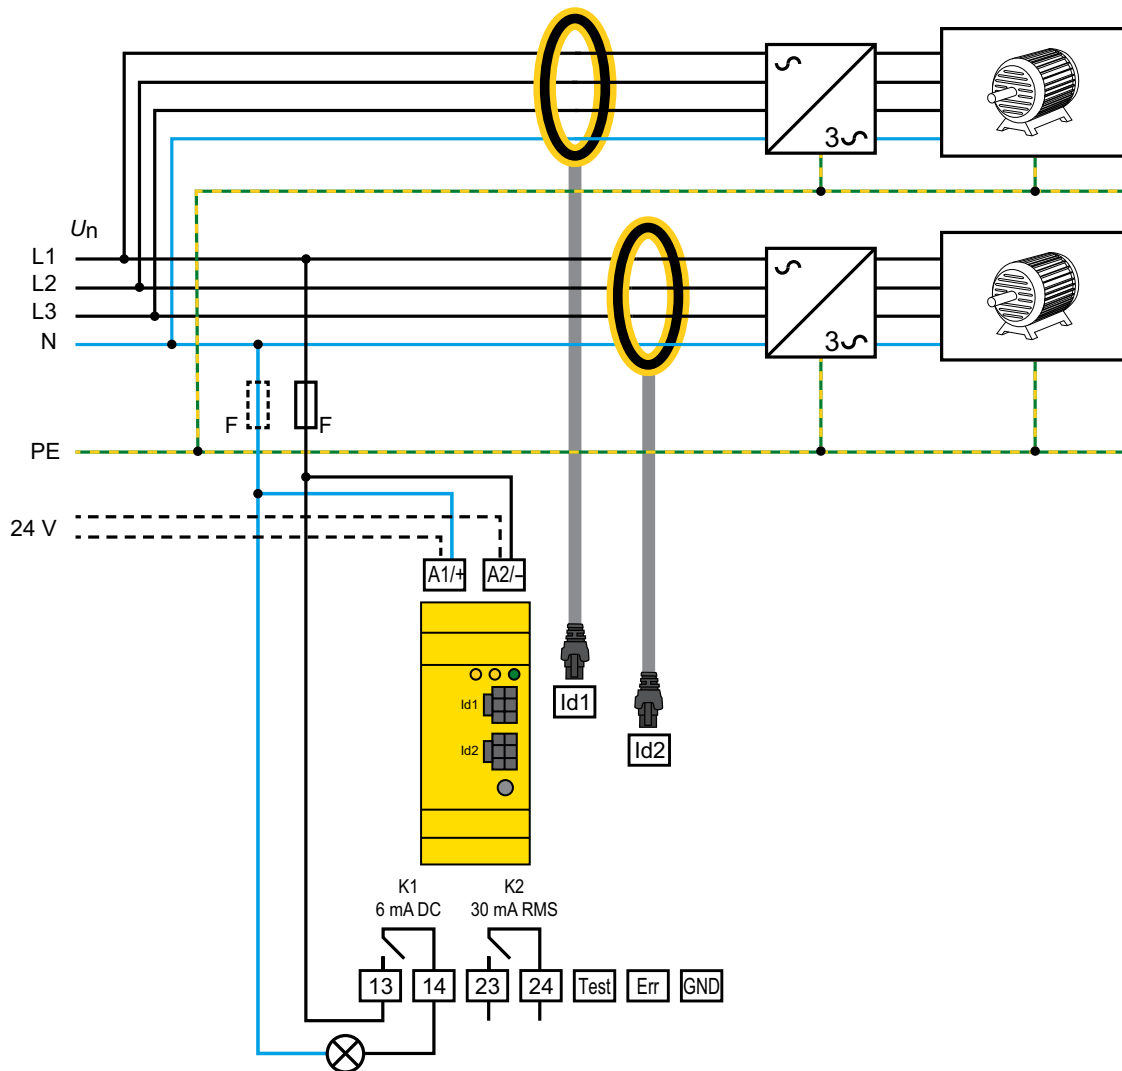 3
Un
L1
L2
L3
N
3
F F
PE
24 V
A1/+ A2/–
Id1
Id1
Id2
Id2
K1 K2
6 mA DC 30 mA RMS
13 14 23 24 Test Err GND